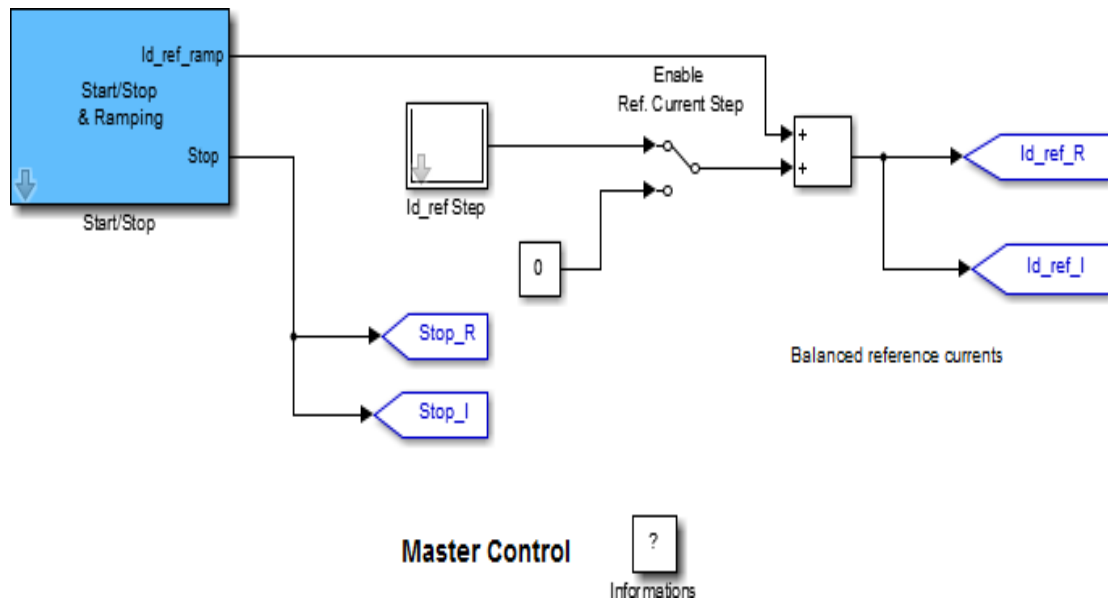 Id_ref_ramp
Start/Stop
& Ramping
Stop
Start/Stop
Id_ref Step
Enable
Ref. Current Step
0
+
+
Id_ref_R
Id_ref_I
Balanced reference currents
Stop_R
Stop_I
Master Control
?
Informations